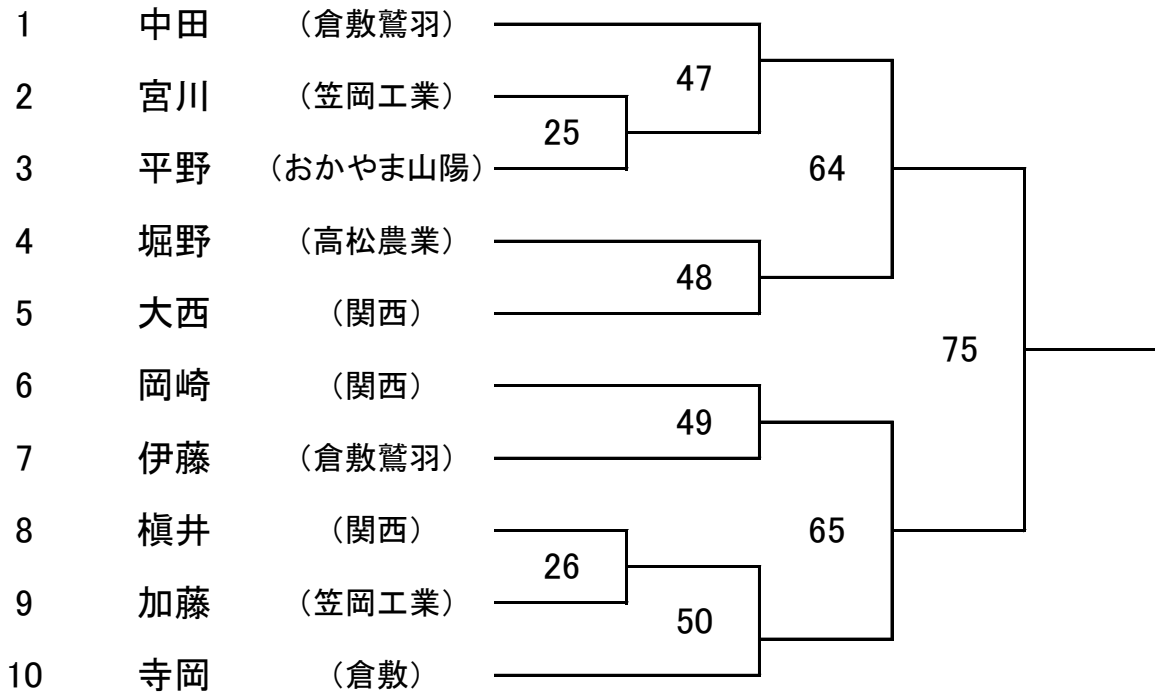 1 中田 （倉敷鷲羽）
47
2 宮川 （笠岡工業）
25
3 平野 （おかやま山陽）
64
4 堀野 （高松農業）
48
5 大西 （関西）
75
6 岡崎 （関西）
49
7 伊藤 （倉敷鷲羽）
8 槇井 （関西）
65
26
9 加藤 （笠岡工業）
50
10 寺岡 （倉敷）